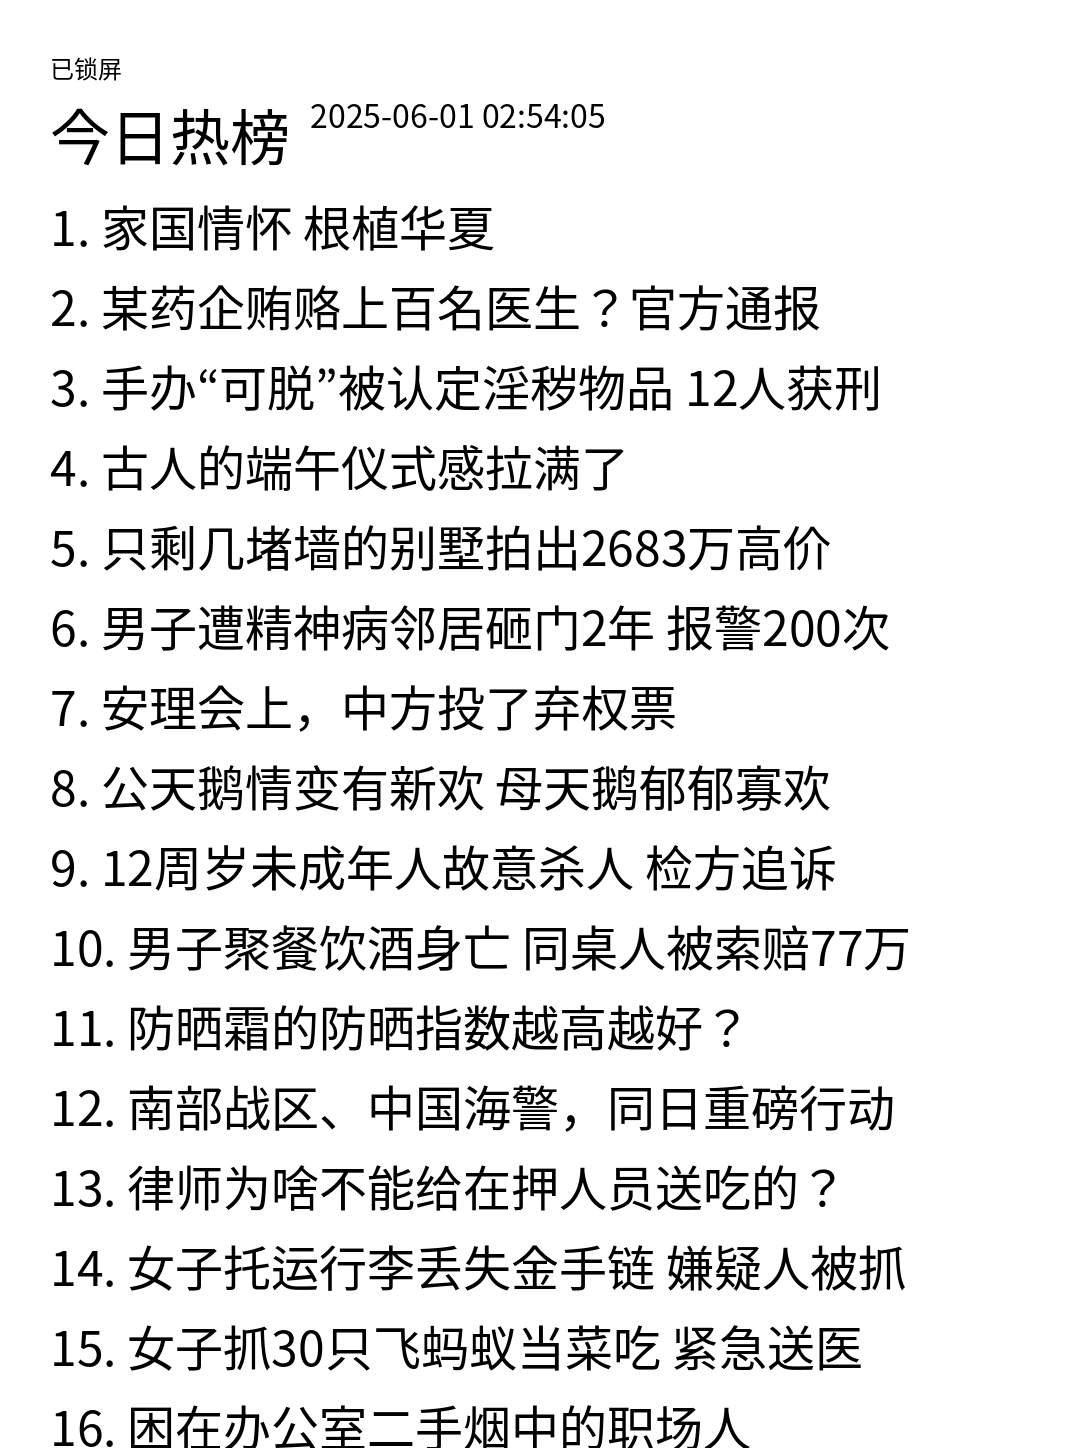 已锁屏
今日热榜 2025-06-01 02:54:05
1. 家国情怀 根植华夏
2. 某药企贿赂上百名医生？官方通报
3. 手办“可脱”被认定淫秽物品 12人获刑
4. 古人的端午仪式感拉满了
5. 只剩几堵墙的别墅拍出2683万高价
6. 男子遭精神病邻居砸门2年 报警200次
7. 安理会上，中方投了弃权票
8. 公天鹅情变有新欢 母天鹅郁郁寡欢
9. 12周岁未成年人故意杀人 检方追诉
10. 男子聚餐饮酒身亡 同桌人被索赔77万
11. 防晒霜的防晒指数越高越好？
12. 南部战区、中国海警，同日重磅行动
13. 律师为啥不能给在押人员送吃的？
14. 女子托运行李丢失金手链 嫌疑人被抓
15. 女子抓30只飞蚂蚁当菜吃 紧急送医
16. 困在办公室二手烟中的职场人